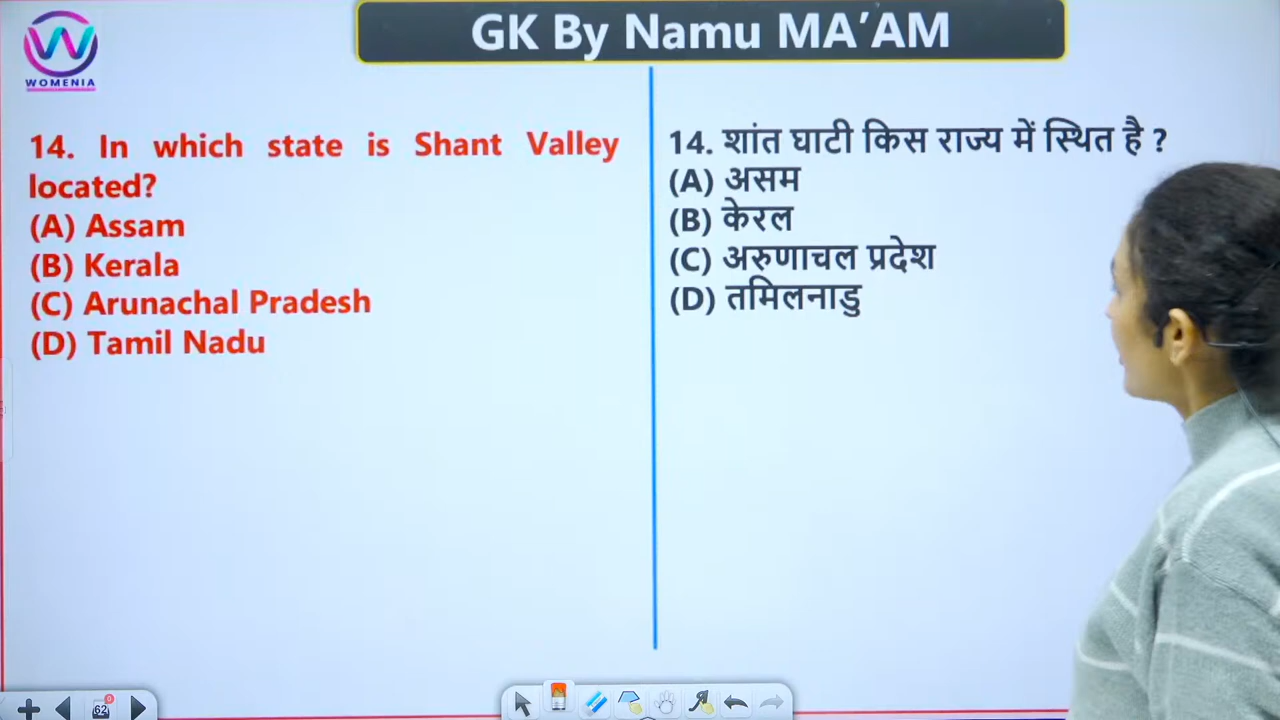 GK By Namu MA’AM
WOMENIA
14. In which state is Shant Valley
located?
(A) Assam
(B) Kerala
(C) Arunachal Pradesh
(D) Tamil Nadu
14. शांत घाटी किस राज्य में स्थित है ?
(A) असम
(B) केरल
(C) अरुणाचल प्रदेश
(D) तमिलनाडु
62